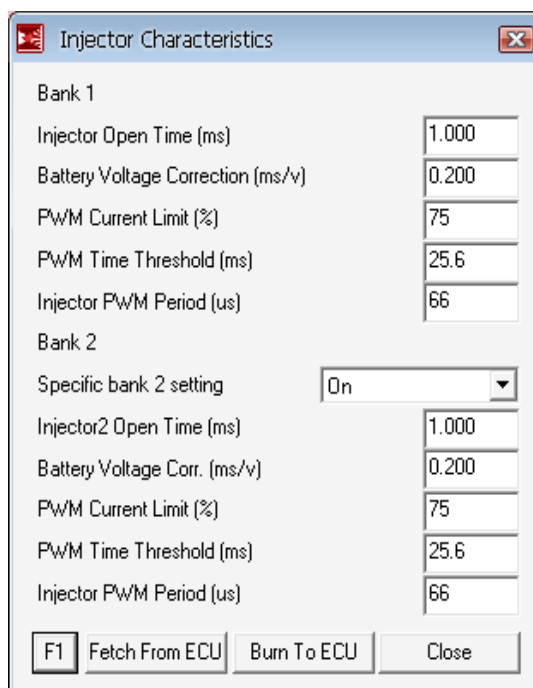 Injector Characteristics
Bank 1
Injector Open Time (ms) 1.000
Battery Voltage Correction (ms/v) 0.200
PWM Current Limit (%) 75
PWM Time Threshold (ms) 25.6
Injector PWM Period (us) 66
Bank 2
Specific bank 2 setting On
Injector2 Open Time (ms) 1.000
Battery Voltage Corr. (ms/v) 0.200
PWM Current Limit (%) 75
PWM Time Threshold (ms) 25.6
Injector PWM Period (us) 66
F1 Fetch From ECU Burn To ECU Close